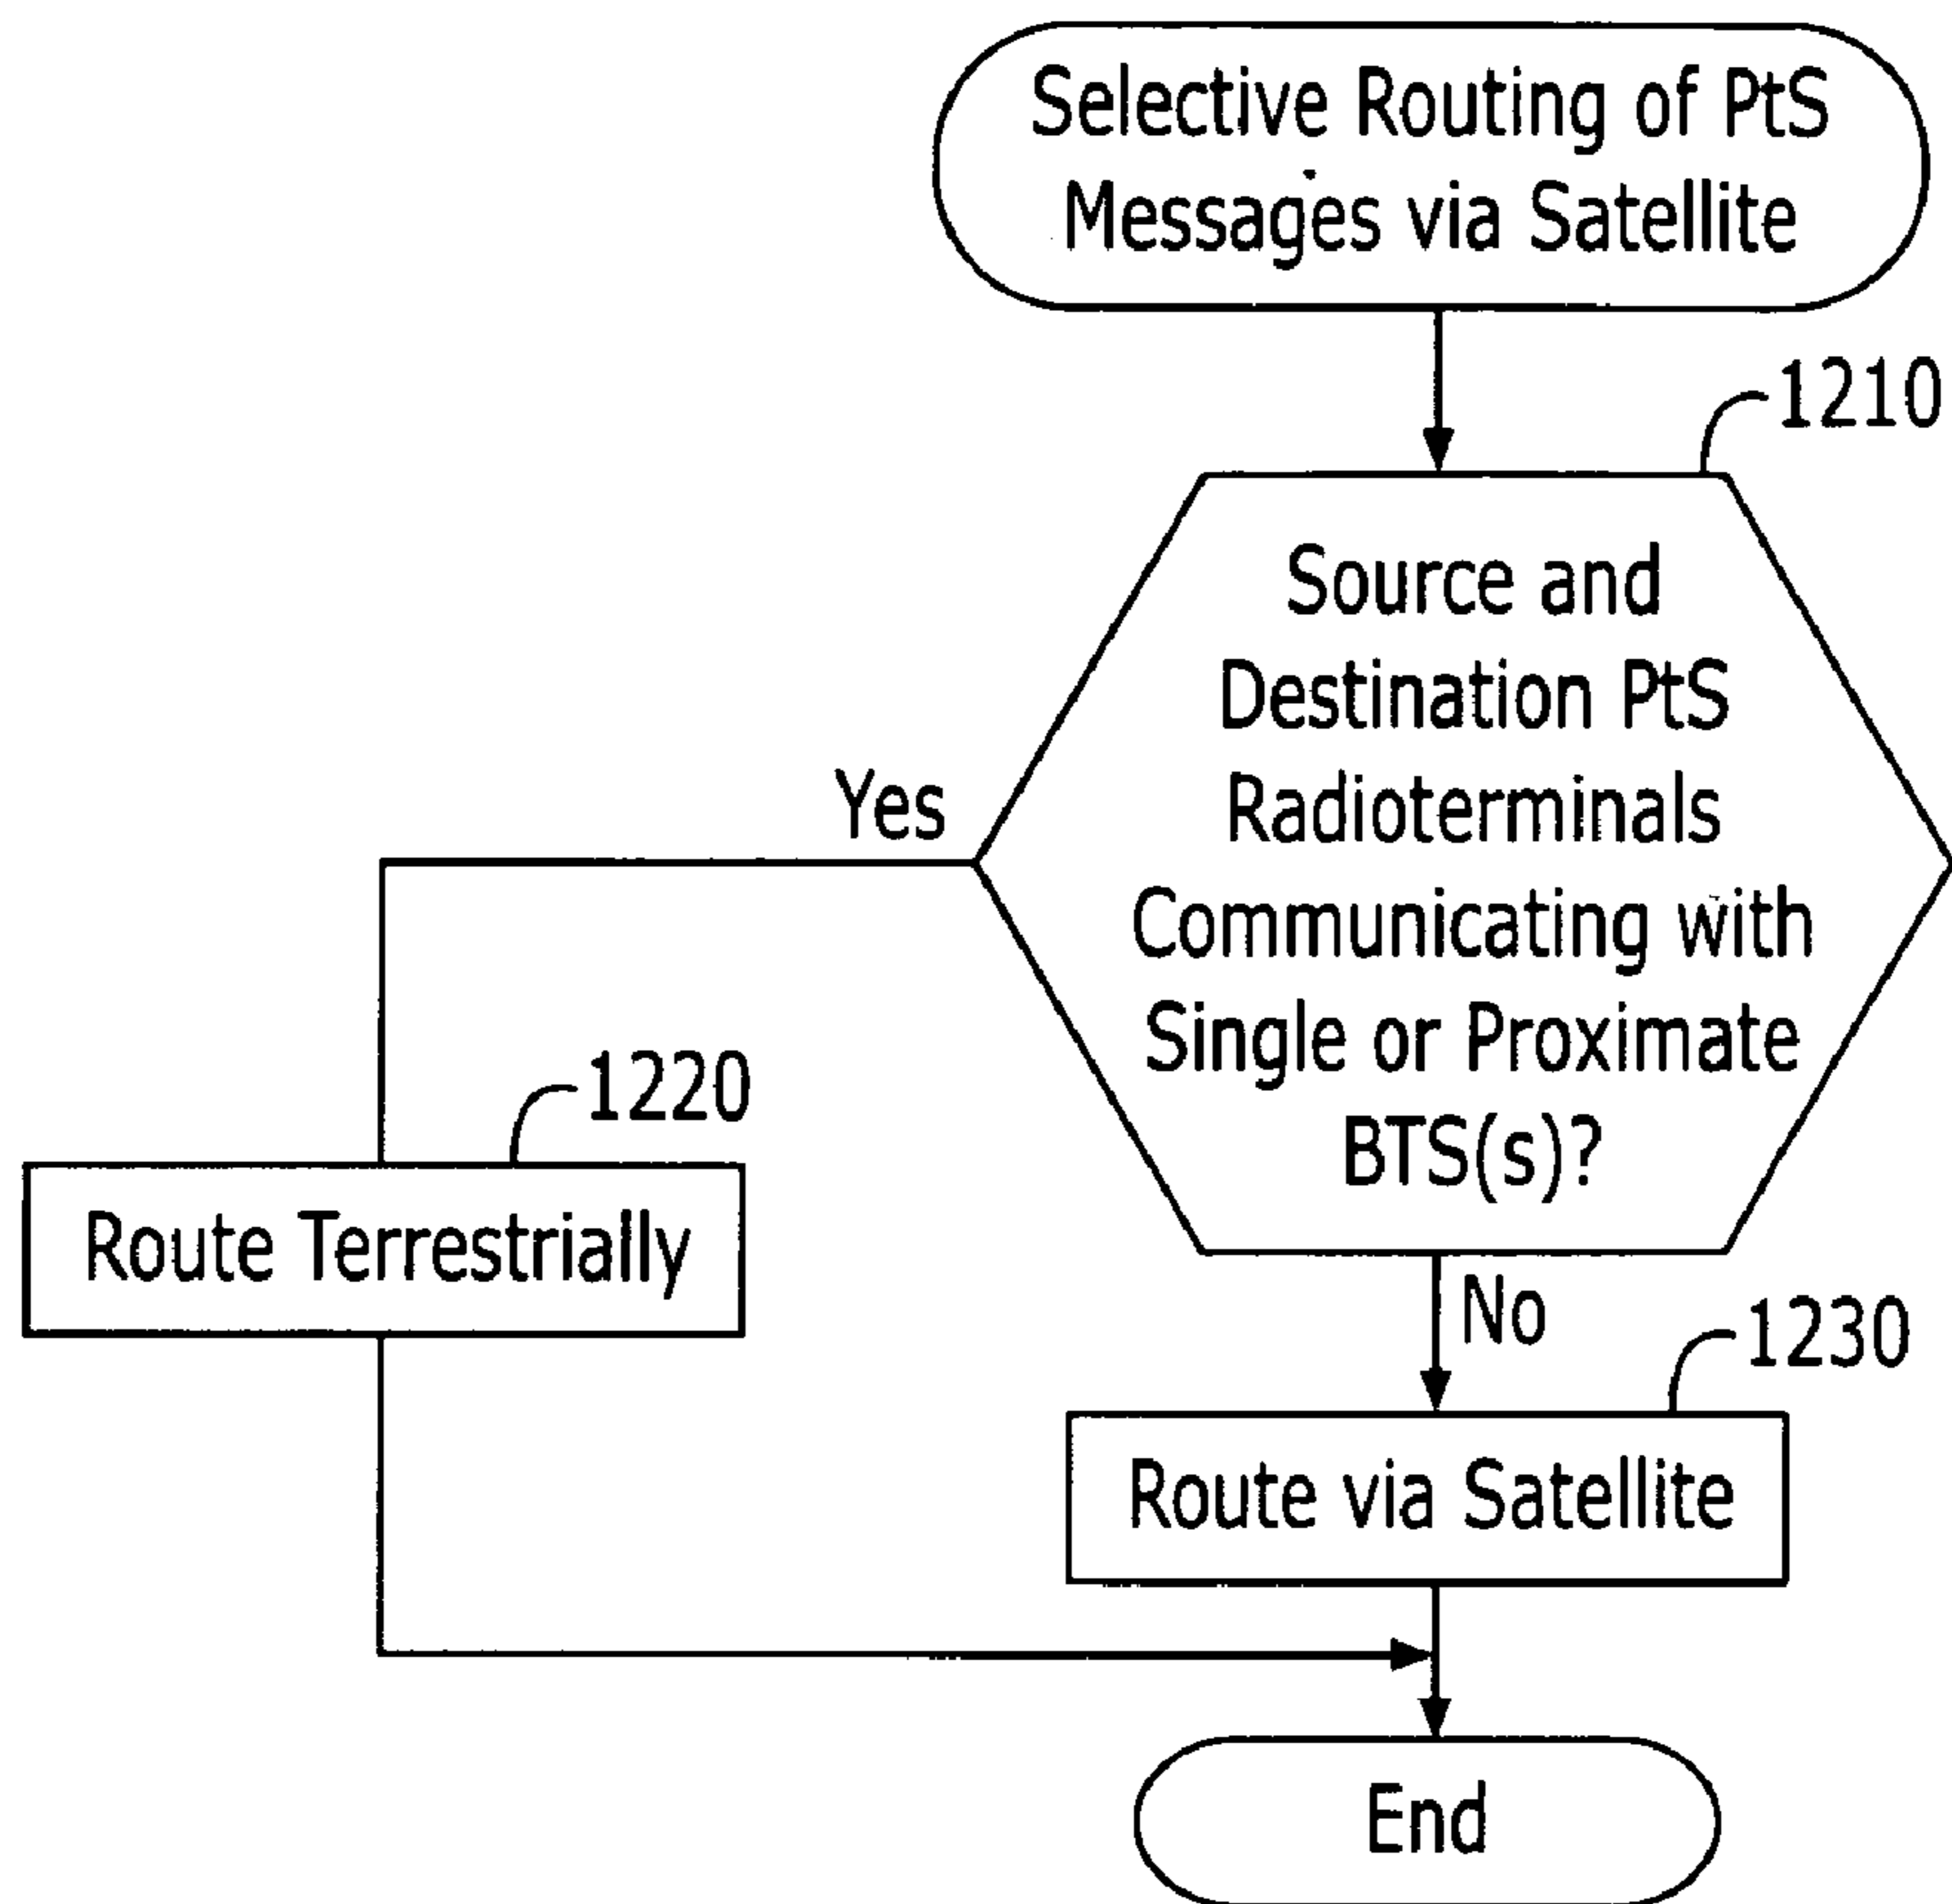 Selective Routing of PtS
Messages via Satellite
1210
Source and
Destination PtS
Radioterminals
Communicating with
Single or Proximate
BTS(s)?
Yes
1220
Route Terrestrially
No
1230
Route via Satellite
End